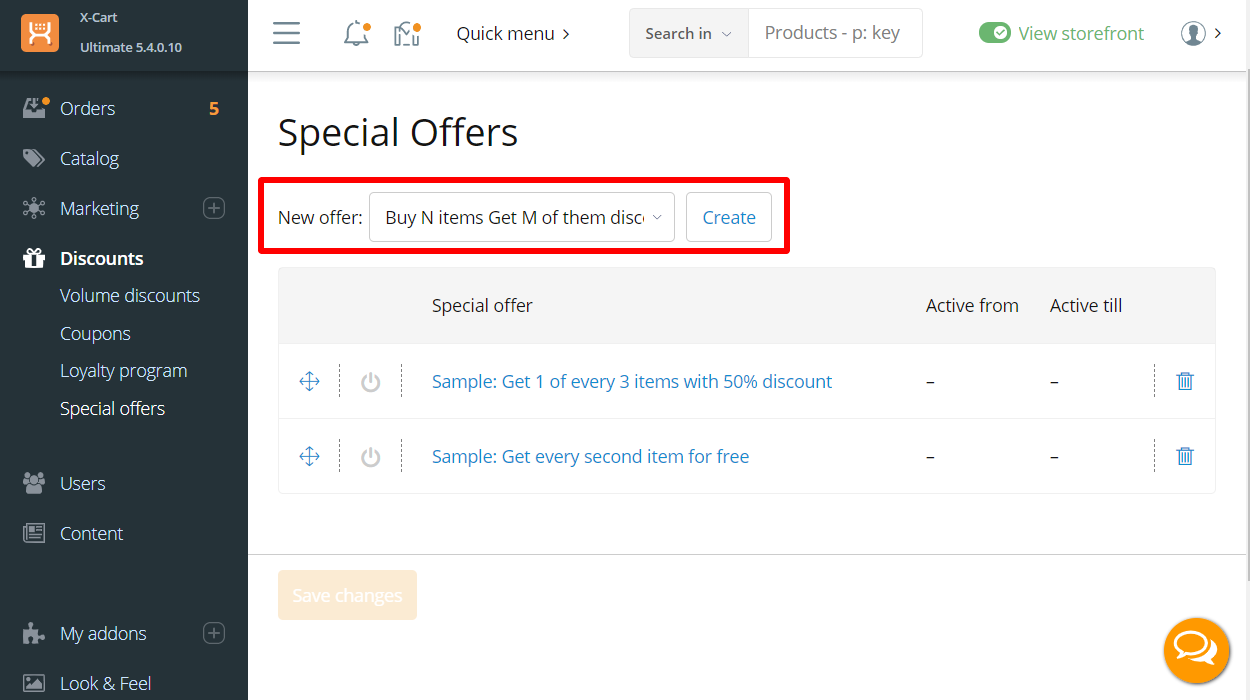 X-Cart
Ultimate 5.4.0.10
Quick menu
Search in
Products - p: key
View storefront
Orders 5
Catalog
Marketing
Discounts
Volume discounts
Coupons
Loyalty program
Special offers
Users
Content
My addons
Look & Feel
Special Offers
New offer: Buy N items Get M of them disc Create
Special offer Active from Active till
Sample: Get 1 of every 3 items with 50% discount – –
Sample: Get every second item for free – –
Save changes